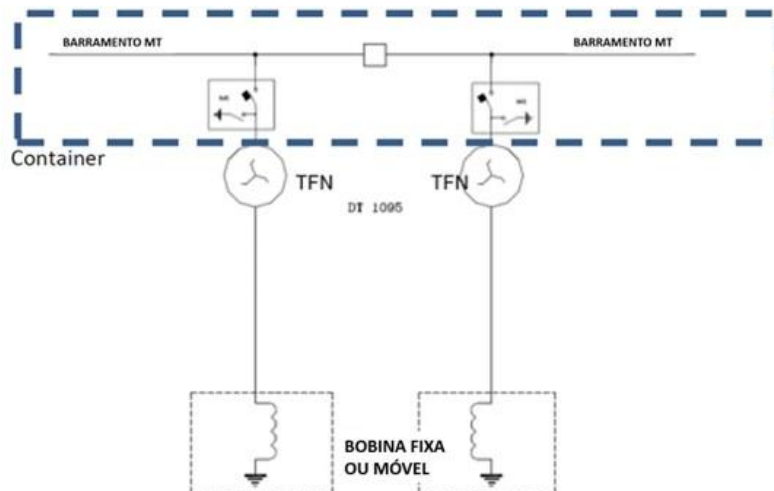 BARRAMENTO MT
BARRAMENTO MT
Container
TFN
TFN
DT 1095
BOBINA FIXA
OU MÓVEL